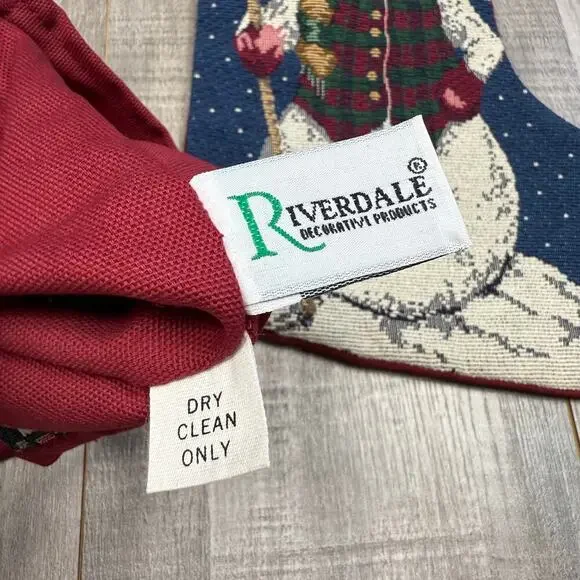 RIVERDALE®
DECORATIVE PRODUCTS
DRY
CLEAN
ONLY